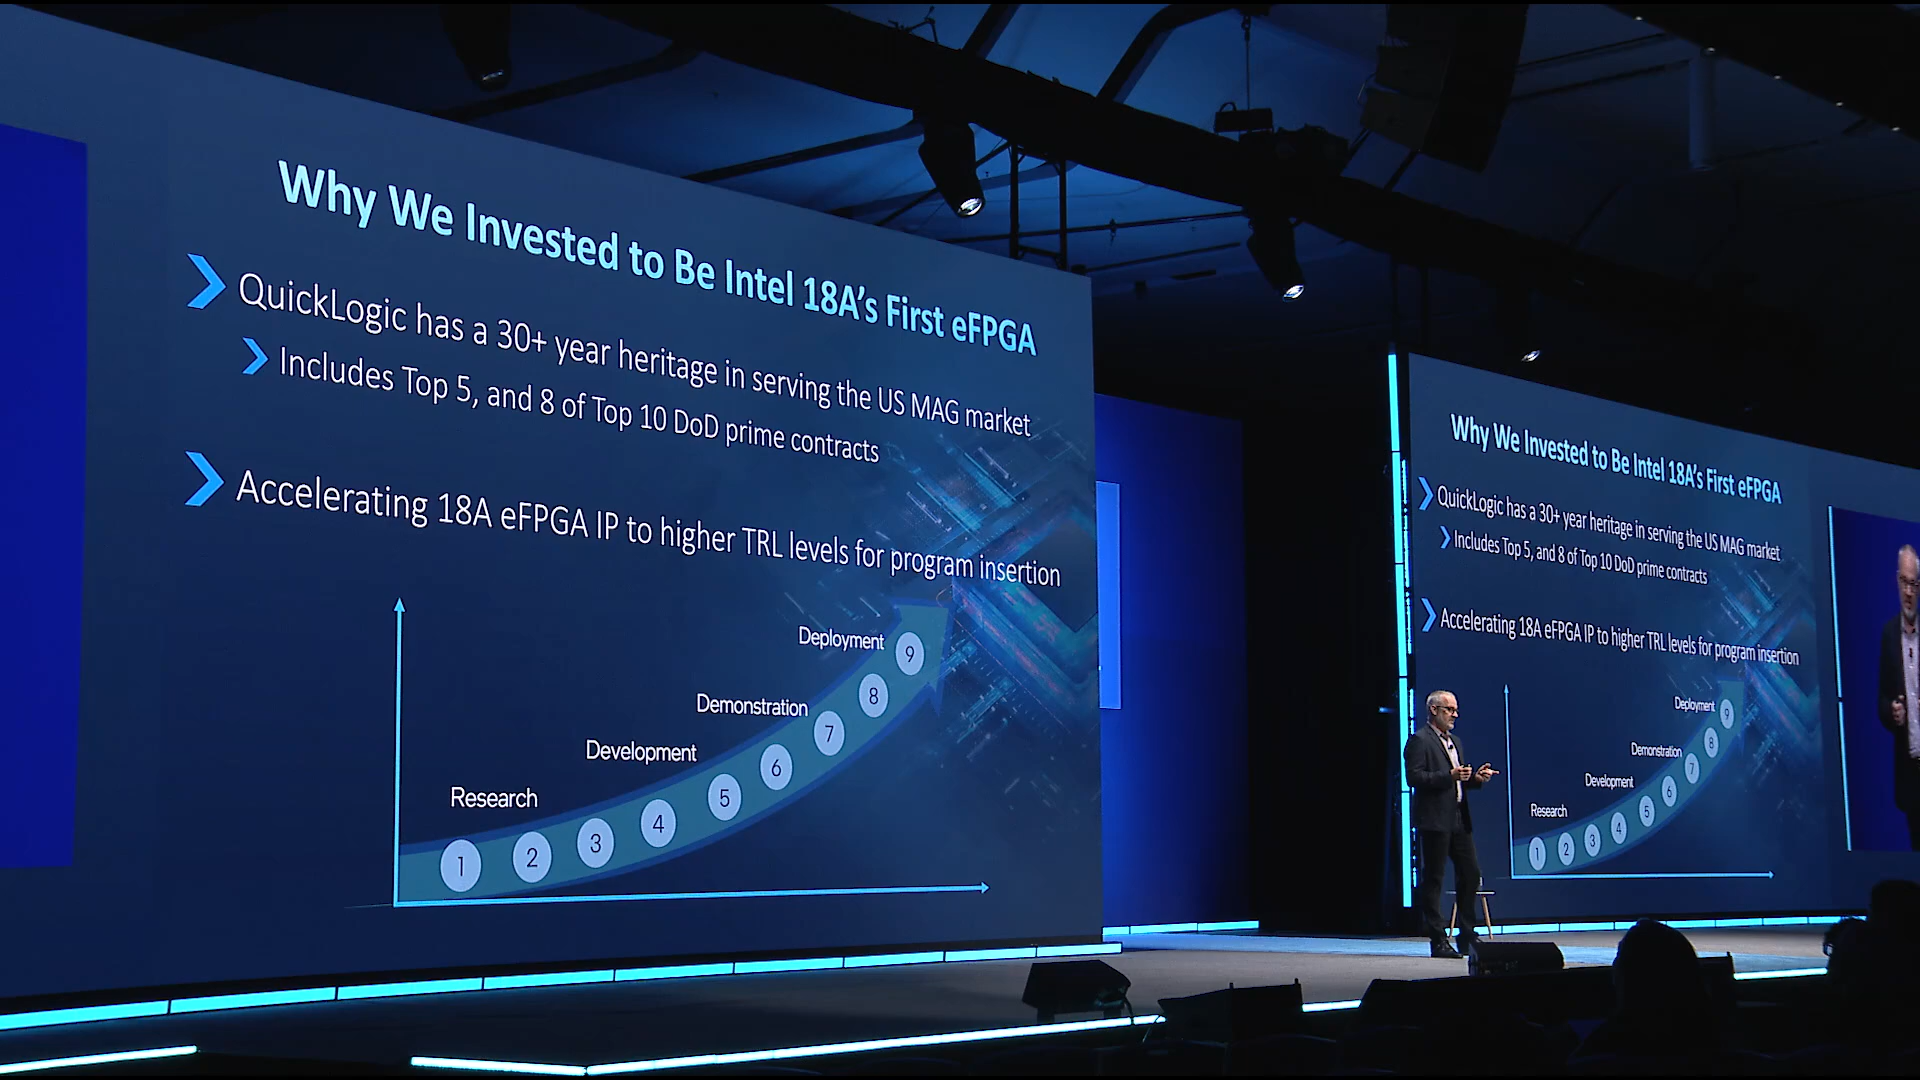 Why We Invested to Be Intel 18A's First eFPGA
QuickLogic has a 30+ year heritage in serving the US MAG market
Includes Top 5, and 8 of Top 10 DoD prime contracts
Accelerating 18A eFPGA IP to higher TRL levels for program insertion
Deployment
Demonstration
Development
Research
1 2 3 4 5 6 7 8 9
Why We Invested to Be Intel 18A's First eFPGA
QuickLogic has a 30+ year heritage in serving the US MAG market
Includes Top 5, and 8 of Top 10 DoD prime contracts
Accelerating 18A eFPGA IP to higher TRL levels for program insertion
Deployment
Demonstration
Development
Research
1 2 3 4 5 6 7 8 9